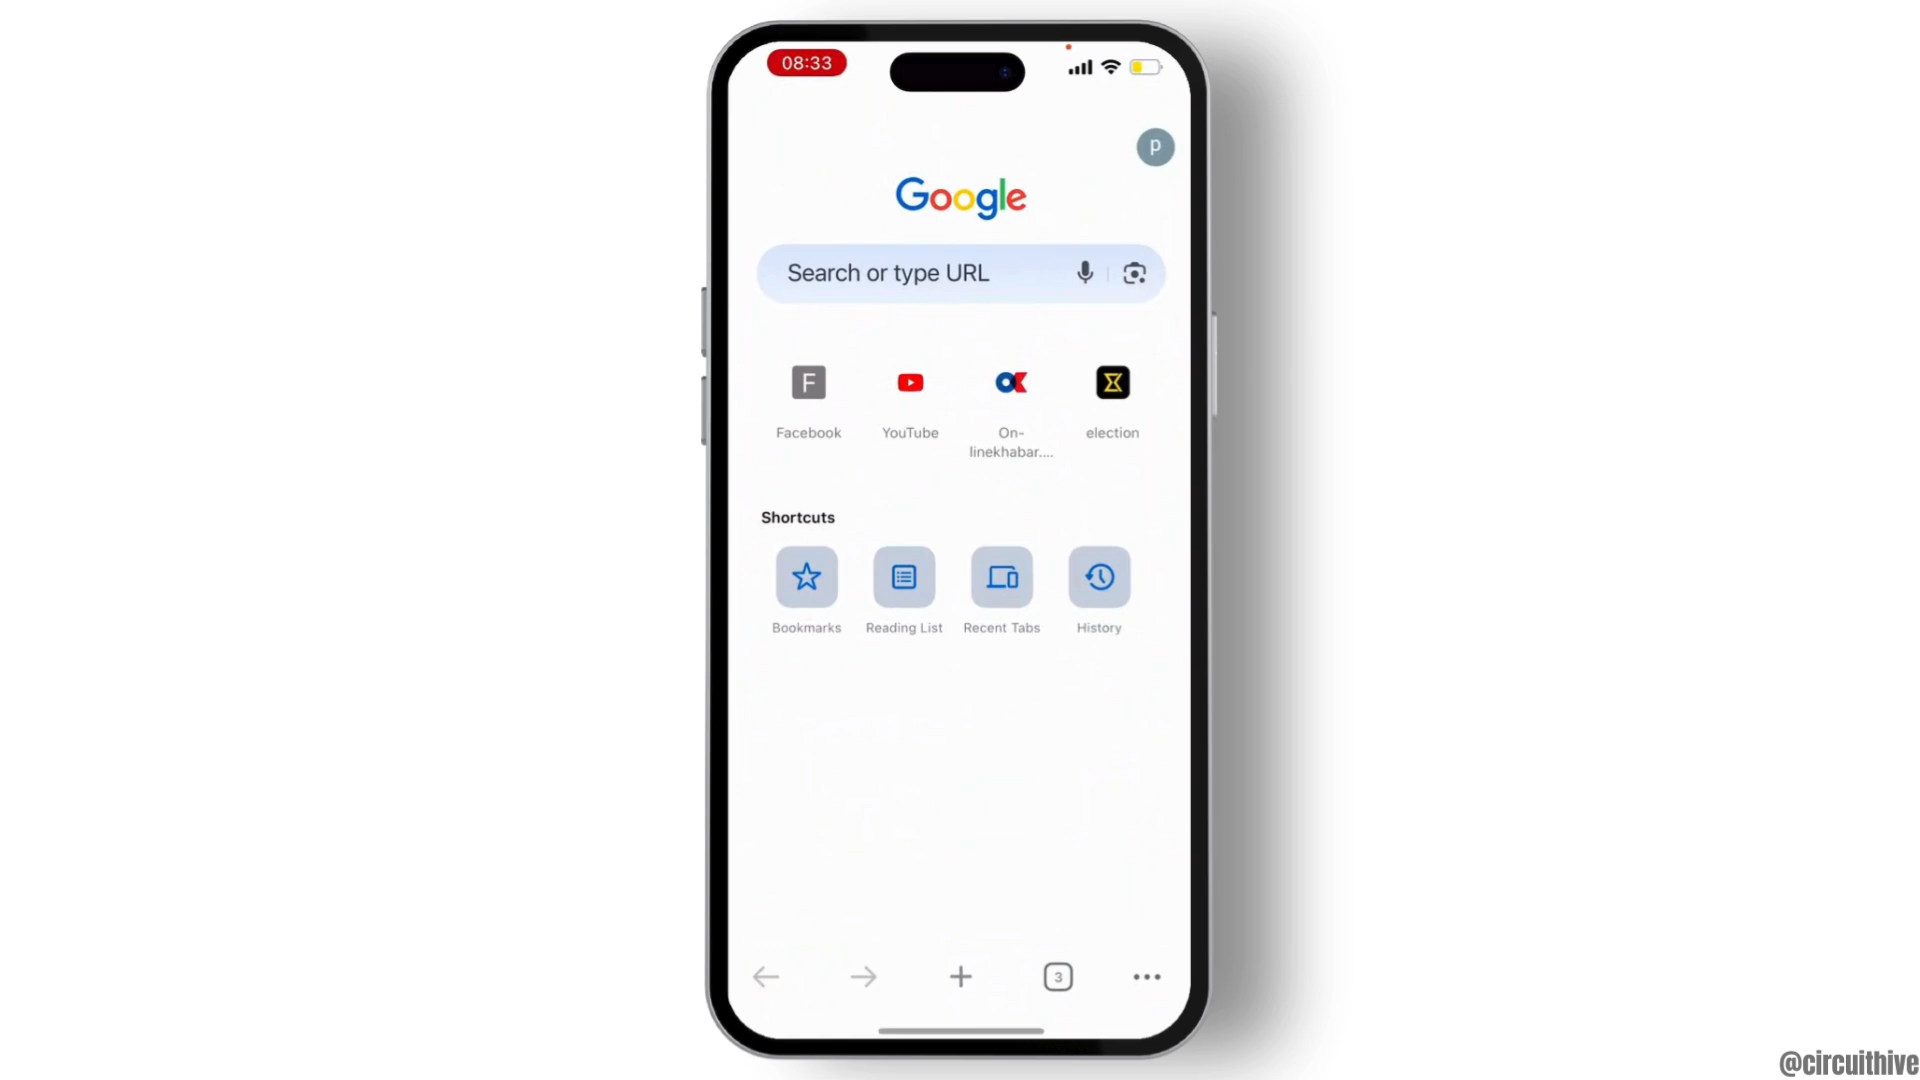 08:33
p
Google
Search or type URL
F
Facebook
YouTube
On-
linekhabar....
election
Shortcuts
Bookmarks
Reading List
Recent Tabs
History
3
@circuithive